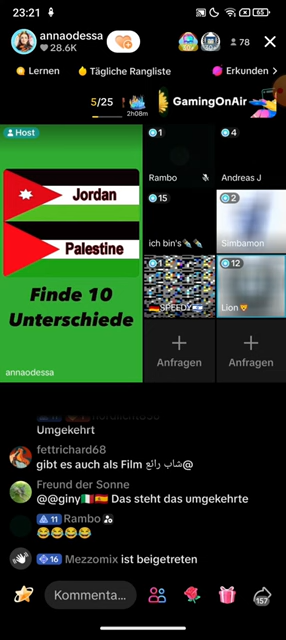 23:21
65
annaodessa
28.6K
78
Lernen
Tägliche Rangliste
Erkunden >
5/25
2h08m
GamingOnAir
Host
1
4
Jordan
Rambo
Andreas J
15
2
Palestine
ich bin's
Simbamon
1
12
Finde 10
Unterschiede
SPEEDY
Lion
annaodessa
Anfragen
Anfragen
Umgekehrt
fettrichard68
gibt es auch als Film شاب رائع@
Freund der Sonne
@@giny Das steht das umgekehrte
11 Rambo
16 Mezzomix ist beigetreten
Kommenta...
157